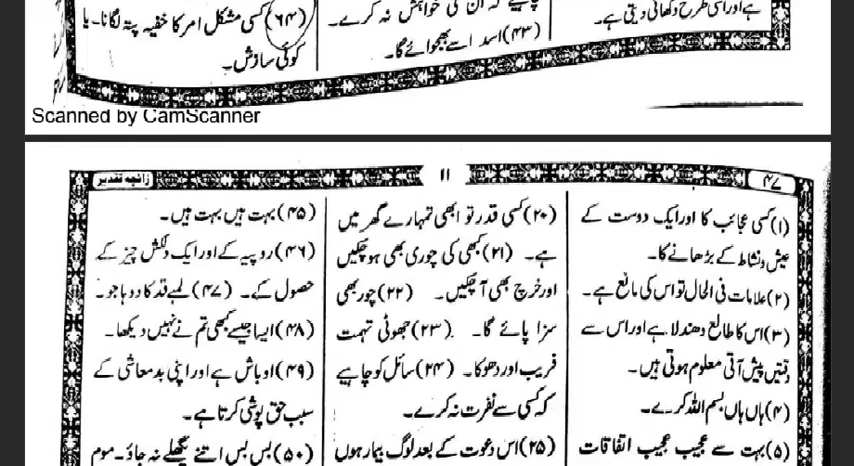 ہے اور اسی طرح دکھائی دیتی ہے۔
چاہیے کہ ان کی خواہش نہ کرے۔
(۴۳) اسد اسے بھجوائے گا۔
(۶۴) کسی مشکل امر کا خفیہ پتہ لگانا۔ یا
کوئی سازش۔
Scanned by CamScanner
۴۷
۱۱
زائچہ تقدیر
(۱) کسی عجائب کا اور ایک دوست کے
عیش و نشاط کے بڑھانے کا۔
(۲) علامات فی الحال تو اس کی مانع ہے۔
(۳) اس کا طالع دھندلا ہے اور اس سے
دقتیں پیش آتی معلوم ہوتی ہیں۔
(۴) ہاں ہاں بسم اللہ کرے۔
(۵) بہت سے عجیب عجیب اتفاقات
(۲۰) کسی قدر تو ابھی تمہارے گھر میں
ہے۔ (۲۱) کبھی کی چوری بھی ہوچکیں
اور خرچ بھی آ چکیں۔ (۲۲) چور بھی
سزا پائے گا۔ (۲۳) جھوٹی تہمت
فریب اور دھوکا۔ (۲۴) سائل کو چاہیے
کہ کسی سے نفرت نہ کرے۔
(۲۵) اس دعوت کے بعد لوگ بیمار ہوں
(۴۵) بہت ہیں بہت ہیں۔
(۴۶) روپیہ کے اور ایک دلکش چیز کے
حصول کے۔ (۴۷) لمبے قد کا دوہاجو۔
(۴۸) ایسا جیسے کبھی تم نے نہیں دیکھا۔
(۴۹) اوباش ہے اور اپنی بدمعاشی کے
سبب حق پوشی کرتا ہے۔
(۵۰) بس بس اتنے پگھلے نہ جاؤ۔ موم